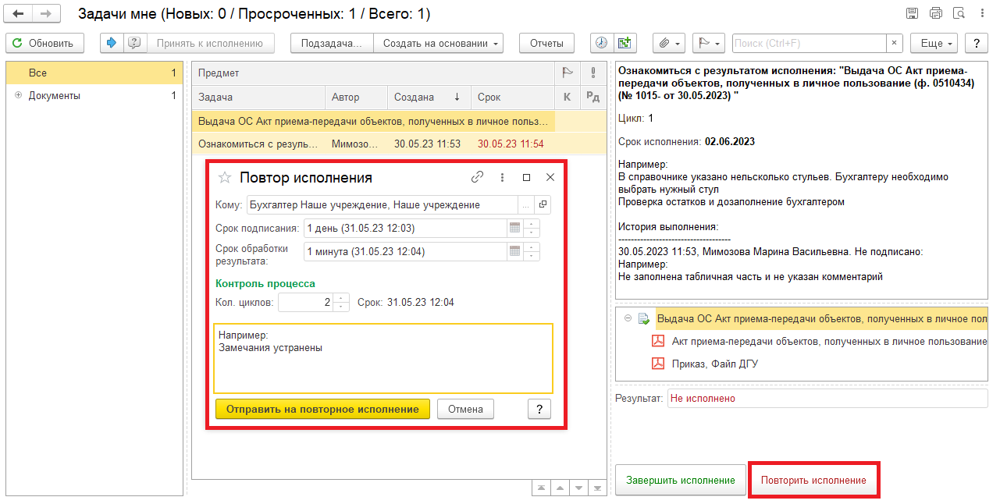 Задачи мне (Новых: 0 / Просроченных: 1 / Всего: 1)
Обновить
Принять к исполнению
Подзадача...
Создать на основании
Отчеты
Поиск (Ctrl+F)
×
Еще
?
Все 1
Документы 1
Предмет
Задача Автор Создана ↓ Срок К Рд
Выдача ОС Акт приема-передачи объектов, полученных в личное польз...
Ознакомиться с резуль... Мимозо... 30.05.23 11:53 30.05.23 11:54
Повтор исполнения
Кому: Бухгалтер Наше учреждение, Наше учреждение ...
Срок подписания: 1 день (31.05.23 12:03)
Срок обработки
результата:
1 минута (31.05.23 12:04)
Контроль процесса
Кол. циклов: 2 Срок: 31.05.23 12:04
Например:
Замечания устранены
Отправить на повторное исполнение
Отмена
?
Ознакомиться с результатом исполнения: "Выдача ОС Акт приема-
передачи объектов, полученных в личное пользование (ф. 0510434)
(№ 1015- от 30.05.2023) "
Цикл: 1
Срок исполнения: 02.06.2023
Например:
В справочнике указано нельсколько стульев. Бухгалтеру необходимо
выбрать нужный стул
Проверка остатков и дозаполнение бухгалтером
История выполнения:
------------------------------------
30.05.2023 11:53, Мимозова Марина Васильевна. Не подписано:
Например:
Не заполнена табличная часть и не указан комментарий
Выдача ОС Акт приема-передачи объектов, полученных в личное пол
Акт приема-передачи объектов, полученных в личное пользование
Приказ, Файл ДГУ
Результат: Не исполнено
Завершить исполнение
Повторить исполнение